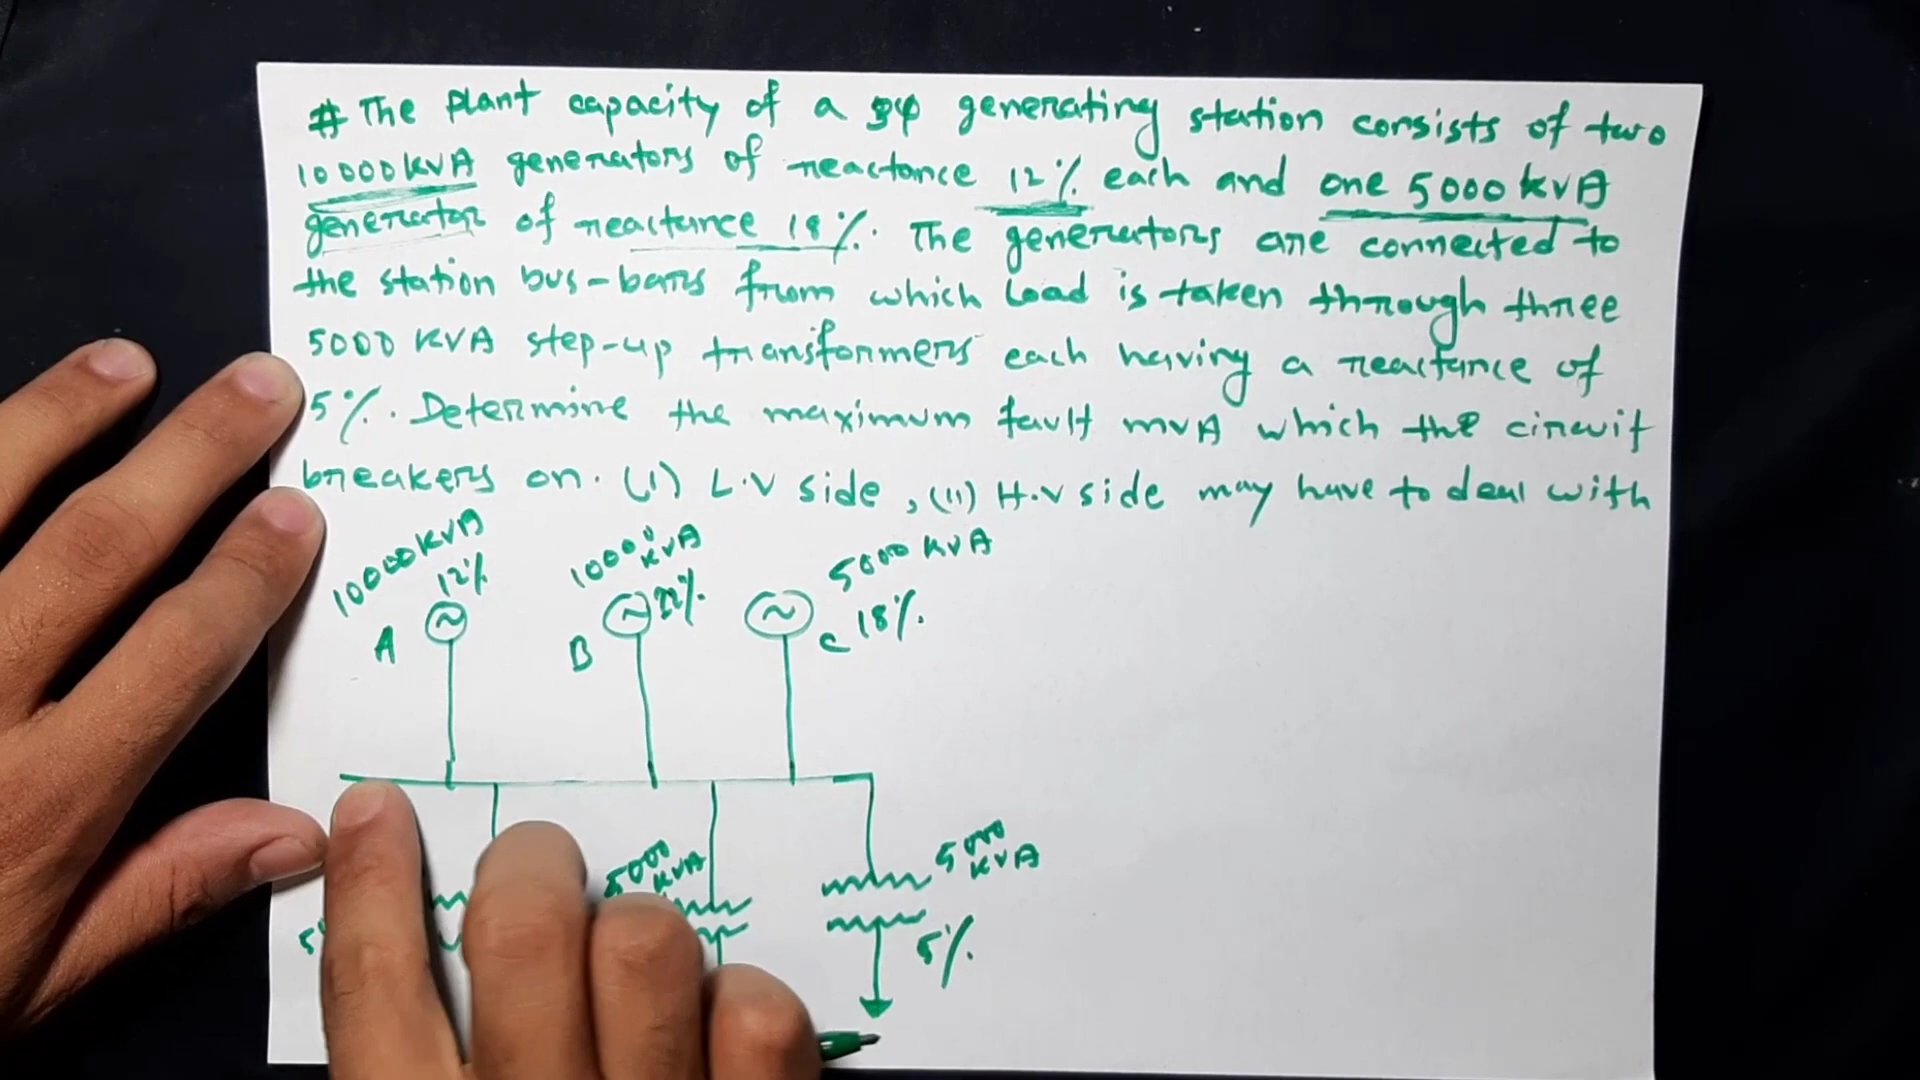 # The plant capacity of a 3φ generating station consists of two
10000 KVA generators of reactance 12% each and one 5000 KVA
generator of reactance 18%. The generators are connected to
the station bus-bars from which load is taken through three
5000 KVA step-up transformers each having a reactance of
5%. Determine the maximum fault MVA which the circuit
breakers on. (i) L.V side, (ii) H.V side may have to deal with
10000 KVA
12%
A
10000 KVA
12%
B
5000 KVA
18%
C
5000
KVA
5000
KVA
5%